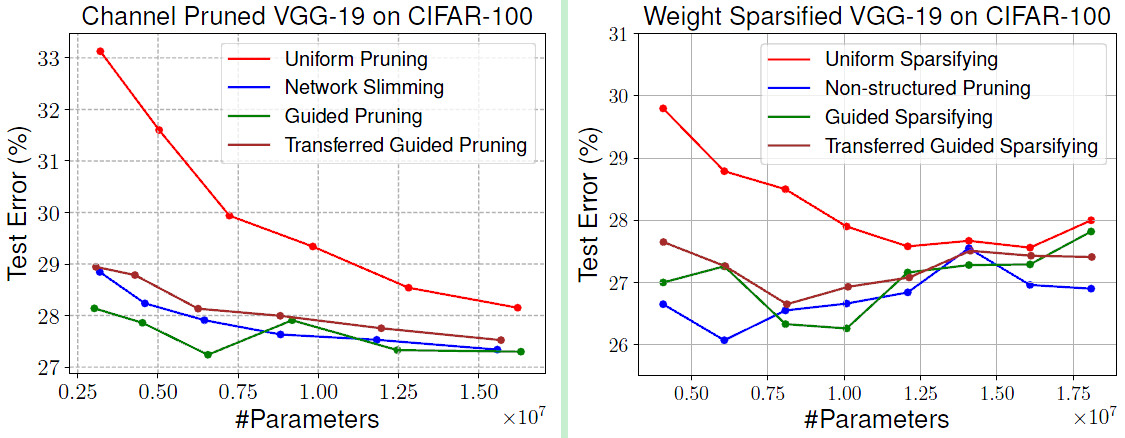 Channel Pruned VGG-19 on CIFAR-100
Test Error (%)
33
32
31
30
29
28
27
Uniform Pruning
Network Slimming
Guided Pruning
Transferred Guided Pruning
0.25 0.50 0.75 1.00 1.25 1.50
#Parameters
×10⁷
Weight Sparsified VGG-19 on CIFAR-100
Test Error (%)
31
30
29
28
27
26
Uniform Sparsifying
Non-structured Pruning
Guided Sparsifying
Transferred Guided Sparsifying
0.50 0.75 1.00 1.25 1.50 1.75
#Parameters
×10⁷